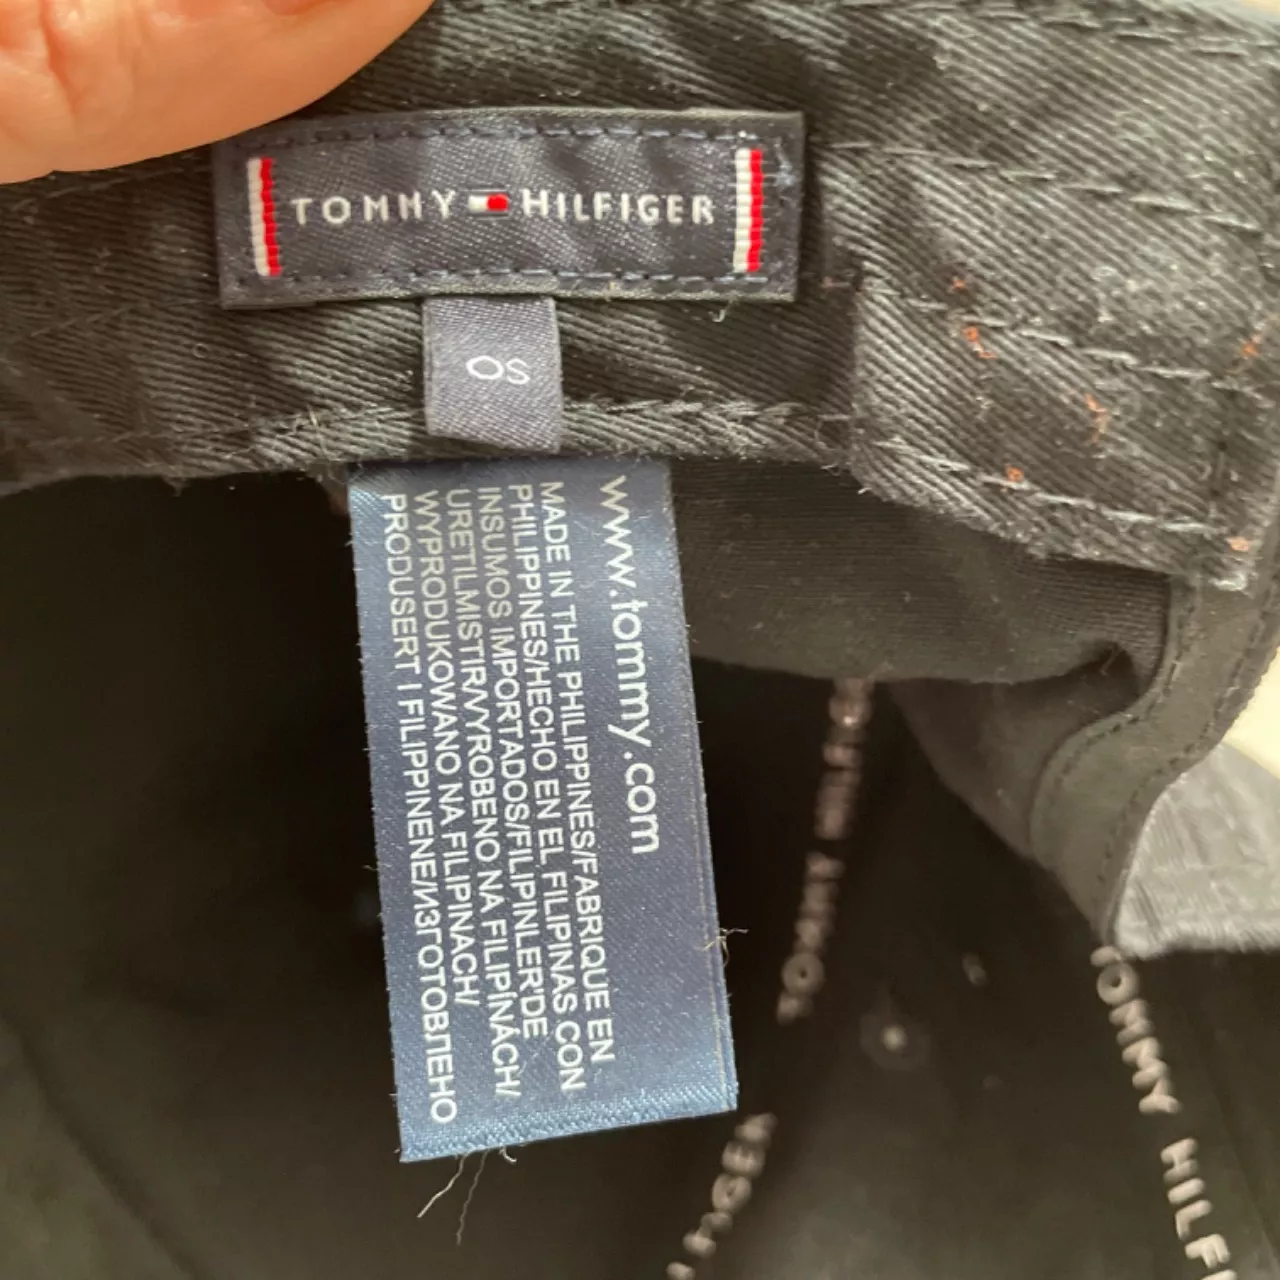 TOMMY HILFIGER
OS
www.tommy.com
MADE IN THE PHILIPPINES/FABRIQUE EN
PHILIPPINES/HECHO EN EL FILIPINAS CON
INSUMOS IMPORTADOS/FILIPINLER'DE
URETILMISTIR/VYROBENO NA FILIPÍNÁCH/
WYPRODUKOWANO NA FILIPINACH/
PRODUSERT I FILIPPINENE/ИЗГОТОВЛЕНО
TOMMY HILF